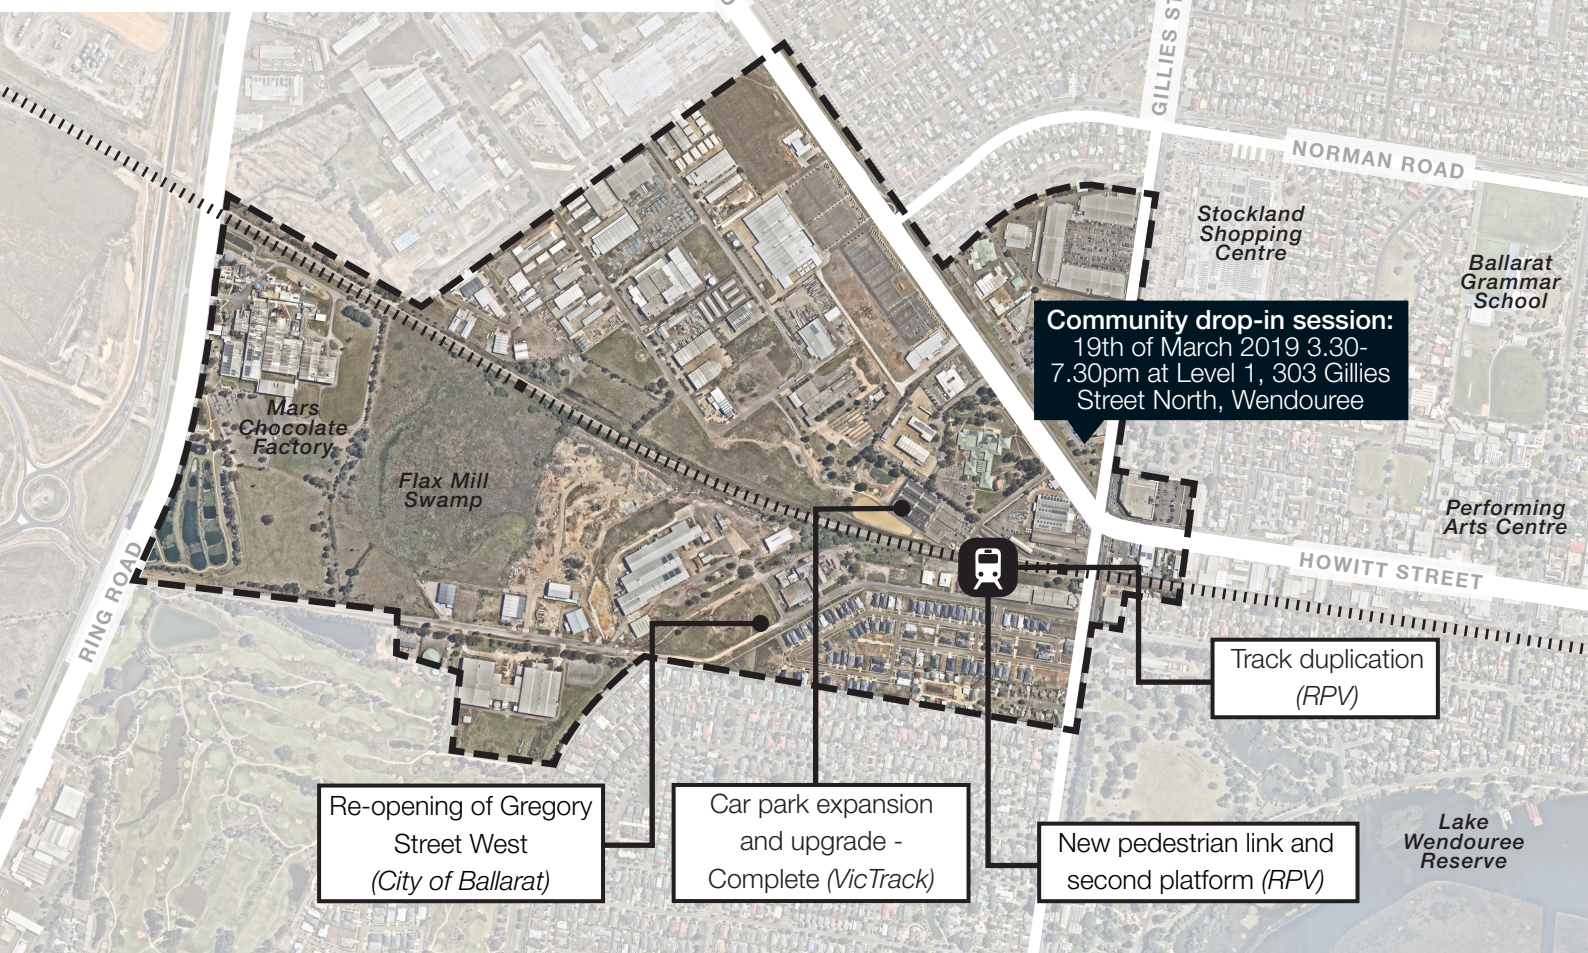 GILLIES ST
NORMAN ROAD
Stockland
Shopping
Centre
Ballarat
Grammar
School
Community drop-in session:
19th of March 2019 3.30-
7.30pm at Level 1, 303 Gillies
Street North, Wendouree
Mars
Chocolate
Factory
Flax Mill
Swamp
Performing
Arts Centre
HOWITT STREET
RING ROAD
Track duplication
(RPV)
Re-opening of Gregory
Street West
(City of Ballarat)
Car park expansion
and upgrade -
Complete (VicTrack)
New pedestrian link and
second platform (RPV)
Lake
Wendouree
Reserve